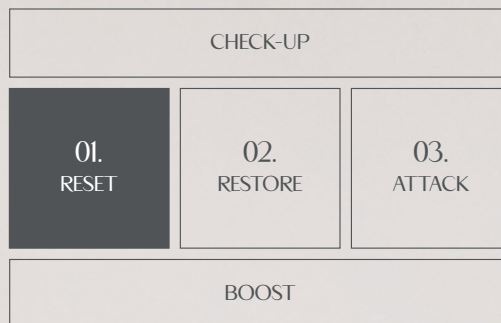 CHECK-UP
01.
RESET
02.
RESTORE
03.
ATTACK
BOOST